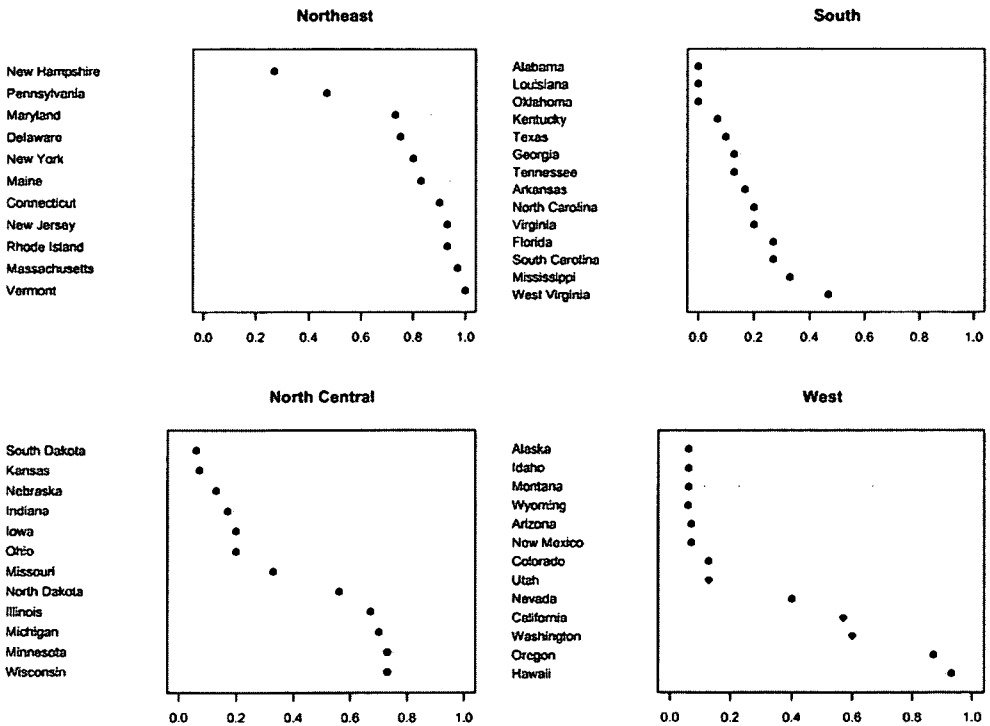 Northeast
New Hampshire
Pennsylvania
Maryland
Delaware
New York
Maine
Connecticut
New Jersey
Rhode Island
Massachusetts
Vermont
0.0 0.2 0.4 0.6 0.8 1.0
South
Alabama
Louisiana
Oklahoma
Kentucky
Texas
Georgia
Tennessee
Arkansas
North Carolina
Virginia
Florida
South Carolina
Mississippi
West Virginia
0.0 0.2 0.4 0.6 0.8 1.0
North Central
South Dakota
Kansas
Nebraska
Indiana
Iowa
Ohio
Missouri
North Dakota
Illinois
Michigan
Minnesota
Wisconsin
0.0 0.2 0.4 0.6 0.8 1.0
West
Alaska
Idaho
Montana
Wyoming
Arizona
New Mexico
Colorado
Utah
Nevada
California
Washington
Oregon
Hawaii
0.0 0.2 0.4 0.6 0.8 1.0